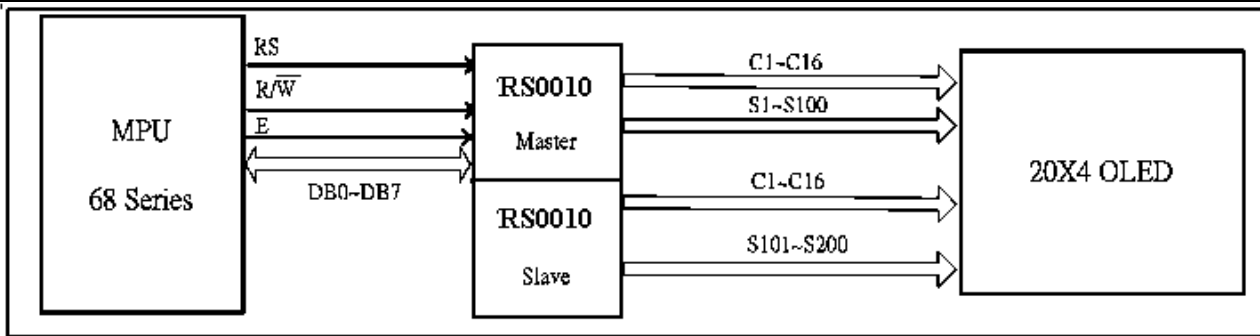 RS
R/W̅
E
DB0~DB7
MPU
68 Series
RS0010
Master
RS0010
Slave
C1~C16
S1~S100
C1~C16
S101~S200
20X4 OLED